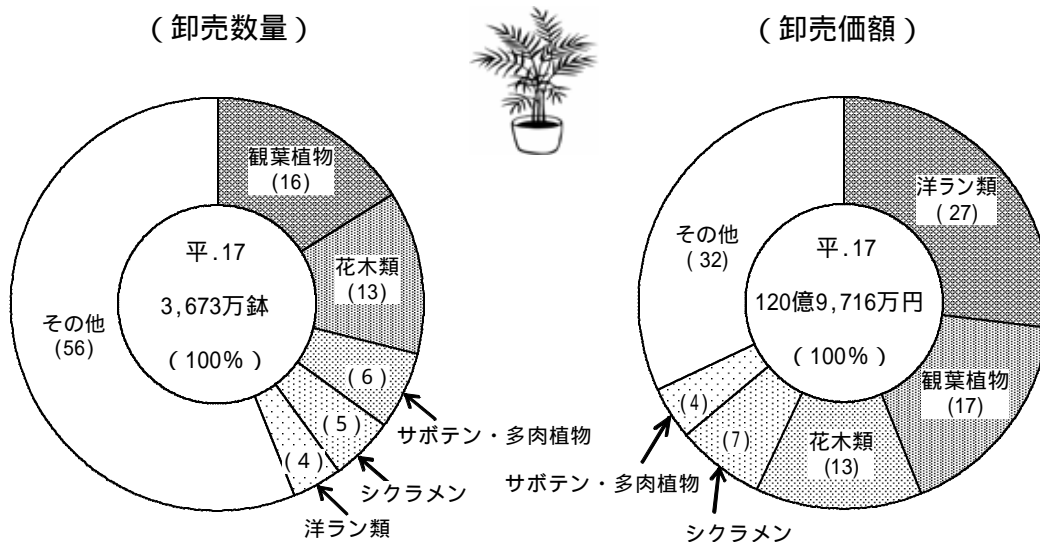 (卸売数量)
観葉植物
(16)
花木類
(13)
(6)
サボテン・多肉植物
(5)
シクラメン
(4)
洋ラン類
その他
(56)
平.17
3,673万鉢
(100%)
(卸売価額)
洋ラン類
(27)
観葉植物
(17)
花木類
(13)
(7)
シクラメン
(4)
サボテン・多肉植物
その他
(32)
平.17
120億9,716万円
(100%)